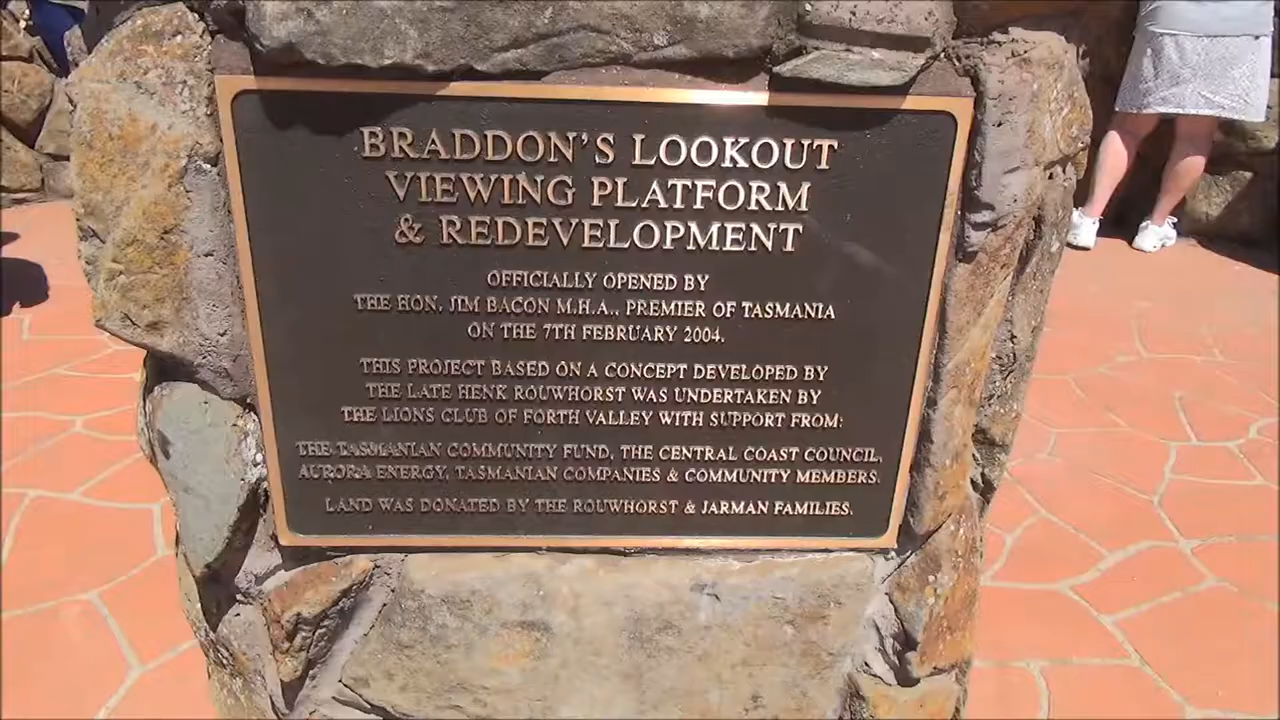 BRADDON'S LOOKOUT
VIEWING PLATFORM
& REDEVELOPMENT
OFFICIALLY OPENED BY
THE HON. JIM BACON M.H.A., PREMIER OF TASMANIA
ON THE 7TH FEBRUARY 2004.
THIS PROJECT BASED ON A CONCEPT DEVELOPED BY
THE LATE HENK ROUWHORST WAS UNDERTAKEN BY
THE LIONS CLUB OF FORTH VALLEY WITH SUPPORT FROM:
THE TASMANIAN COMMUNITY FUND, THE CENTRAL COAST COUNCIL,
AURORA ENERGY, TASMANIAN COMPANIES & COMMUNITY MEMBERS.
LAND WAS DONATED BY THE ROUWHORST & JARMAN FAMILIES.